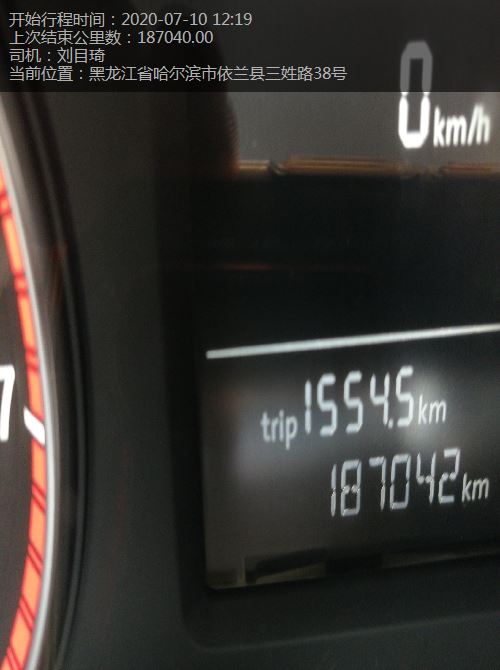 开始行程时间：2020-07-10 12:19
上次结束公里数：187040.00
司机：刘目琦
当前位置：黑龙江省哈尔滨市依兰县三姓路38号
0 km/h
7
trip 1554.5 km
187042 km